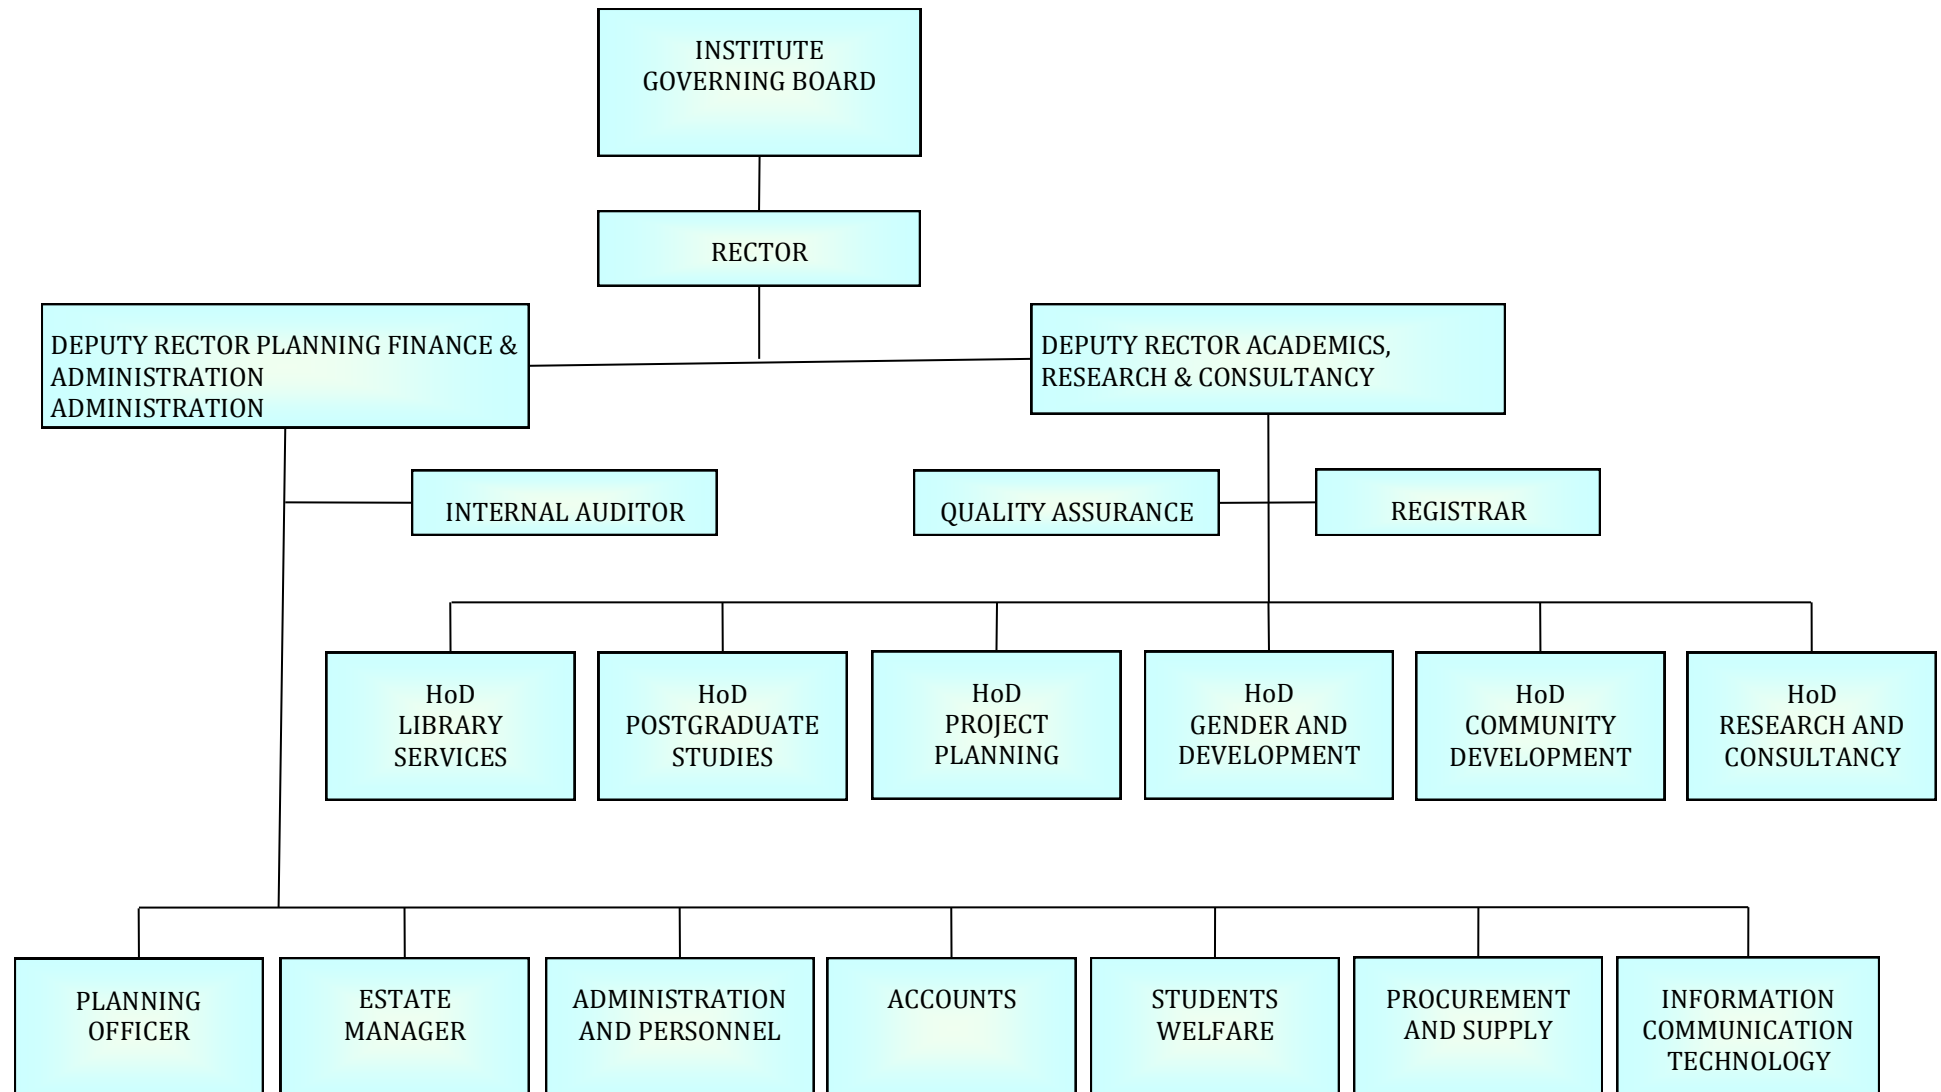 INSTITUTE
GOVERNING BOARD
RECTOR
DEPUTY RECTOR PLANNING FINANCE &
ADMINISTRATION
ADMINISTRATION
DEPUTY RECTOR ACADEMICS,
RESEARCH & CONSULTANCY
INTERNAL AUDITOR
QUALITY ASSURANCE
REGISTRAR
HoD
LIBRARY
SERVICES
HoD
POSTGRADUATE
STUDIES
HoD
PROJECT
PLANNING
HoD
GENDER AND
DEVELOPMENT
HoD
COMMUNITY
DEVELOPMENT
HoD
RESEARCH AND
CONSULTANCY
PLANNING
OFFICER
ESTATE
MANAGER
ADMINISTRATION
AND PERSONNEL
ACCOUNTS
STUDENTS
WELFARE
PROCUREMENT
AND SUPPLY
INFORMATION
COMMUNICATION
TECHNOLOGY